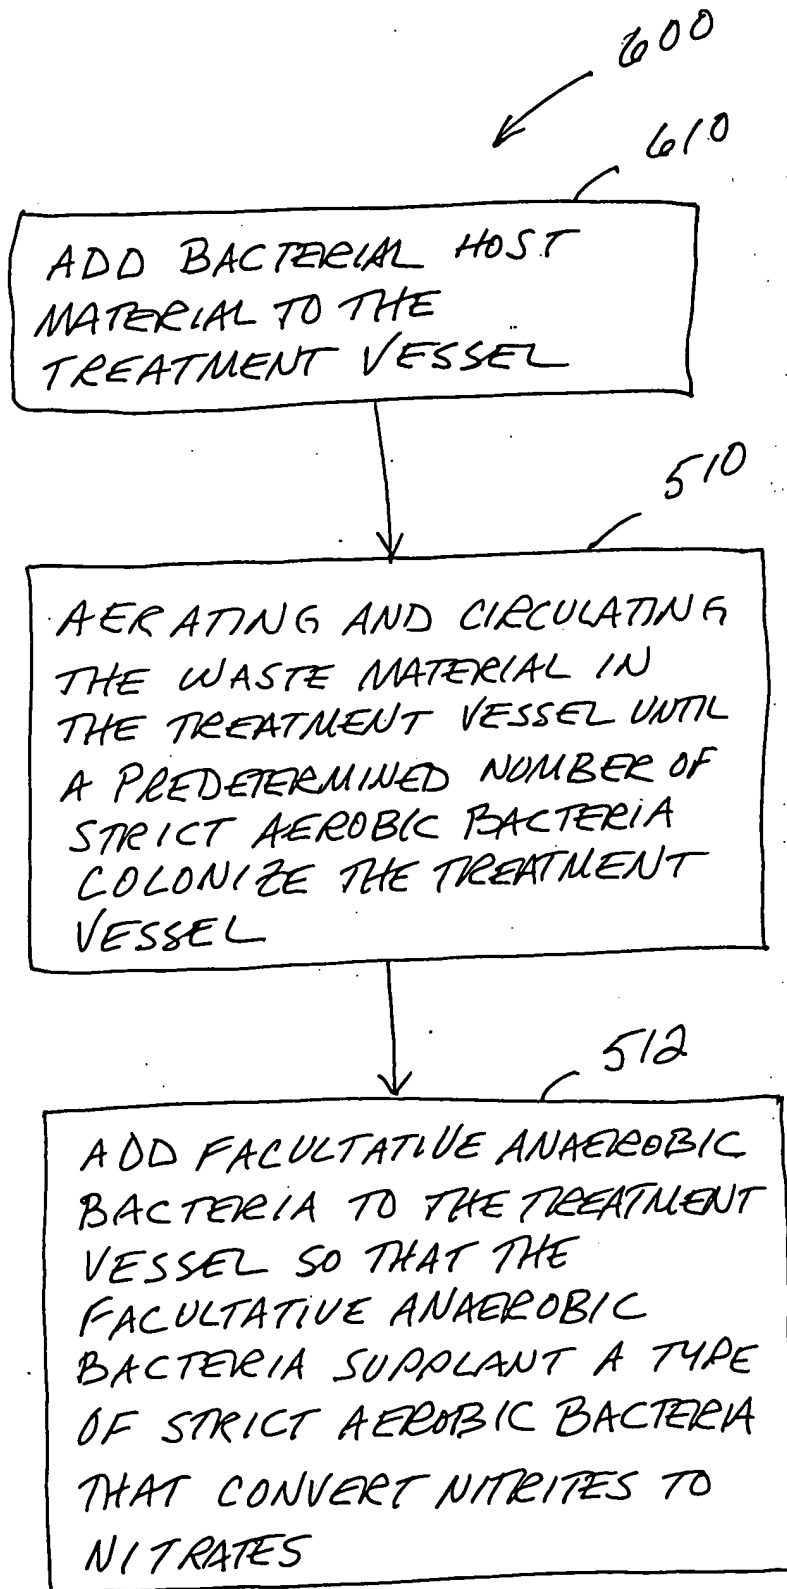 600
610
ADD BACTERIAL HOST
MATERIAL TO THE
TREATMENT VESSEL
510
AERATING AND CIRCULATING
THE WASTE MATERIAL IN
THE TREATMENT VESSEL UNTIL
A PREDETERMINED NUMBER OF
STRICT AEROBIC BACTERIA
COLONIZE THE TREATMENT
VESSEL
512
ADD FACULTATIVE ANAEROBIC
BACTERIA TO THE TREATMENT
VESSEL SO THAT THE
FACULTATIVE ANAEROBIC
BACTERIA SUPPLANT A TYPE
OF STRICT AEROBIC BACTERIA
THAT CONVERT NITRITES TO
NITRATES